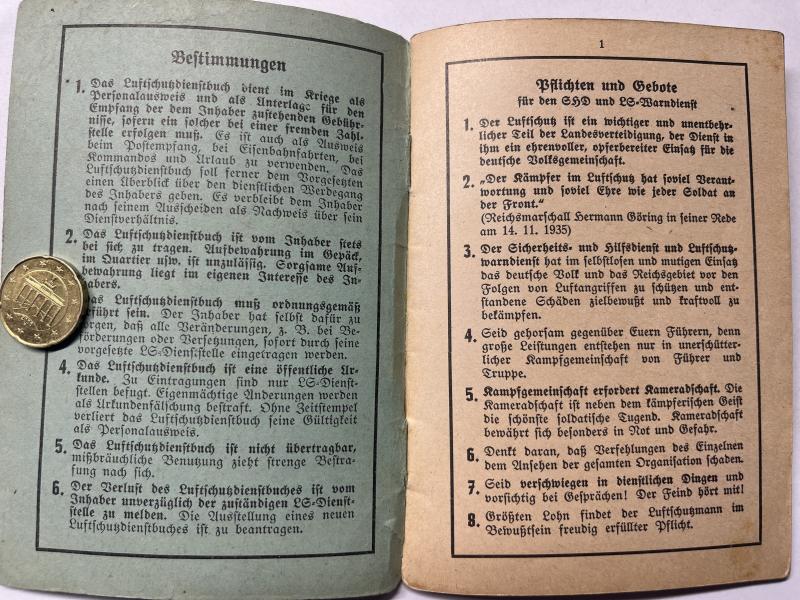 Bestimmungen
1. Das Luftschutzdienstbuch dient im Kriege als
Personalausweis und als Unterlage für den
Empfang der dem Inhaber zustehenden Gebühr-
nisse, sofern ein solcher bei einer fremden Zahl-
stelle erfolgen muß. Es ist auch als Ausweis
beim Postempfang, bei Eisenbahnfahrten, bei
Kommandos und Urlaub zu verwenden. Das
Luftschutzdienstbuch soll ferner dem Vorgesetzten
einen Überblick über den dienstlichen Werdegang
des Inhabers geben. Es verbleibt dem Inhaber
nach seinem Ausscheiden als Nachweis über sein
Dienstverhältnis.
2. Das Luftschutzdienstbuch ist vom Inhaber stets
bei sich zu tragen. Aufbewahrung im Gepäck,
im Quartier usw. ist unzulässig. Sorgsame Auf-
bewahrung liegt im eigenen Interesse des In-
habers.
Das Luftschutzdienstbuch muß ordnungsgemäß
geführt sein. Der Inhaber hat selbst dafür zu
sorgen, daß alle Veränderungen, z. B. bei Be-
förderungen oder Versetzungen, sofort durch seine
vorgesetzte LS-Dienststelle eingetragen werden.
4. Das Luftschutzdienstbuch ist eine öffentliche Ur-
kunde. Zu Eintragungen sind nur LS-Dienst-
stellen befugt. Eigenmächtige Änderungen werden
als Urkundenfälschung bestraft. Ohne Zeitstempel
verliert das Luftschutzdienstbuch seine Gültigkeit
als Personalausweis.
5. Das Luftschutzdienstbuch ist nicht übertragbar,
mißbräuchliche Benutzung zieht strenge Bestra-
fung nach sich.
6. Der Verlust des Luftschutzdienstbuches ist vom
Inhaber unverzüglich der zuständigen LS-Dienst-
stelle zu melden. Die Ausstellung eines neuen
Luftschutzdienstbuches ist zu beantragen.
1
Pflichten und Gebote
für den SHD und LS-Warndienst
1. Der Luftschutz ist ein wichtiger und unentbehr-
licher Teil der Landesverteidigung, der Dienst in
ihm ein ehrenvoller, opferbereiter Einsatz für die
deutsche Volksgemeinschaft.
2. „Der Kämpfer im Luftschutz hat soviel Verant-
wortung und soviel Ehre wie jeder Soldat an
der Front.“
(Reichsmarschall Hermann Göring in seiner Rede
am 14. 11. 1935)
3. Der Sicherheits- und Hilfsdienst und Luftschutz-
warndienst hat im selbstlosen und mutigen Einsatz
das deutsche Volk und das Reichsgebiet vor den
Folgen von Luftangriffen zu schützen und ent-
standene Schäden zielbewußt und kraftvoll zu
bekämpfen.
4. Seid gehorsam gegenüber Euern Führern, denn
große Leistungen entstehen nur in unerschütter-
licher Kampfgemeinschaft von Führer und
Truppe.
5. Kampfgemeinschaft erfordert Kameradschaft. Die
Kameradschaft ist neben dem kämpferischen Geist
die schönste soldatische Tugend. Kameradschaft
bewährt sich besonders in Not und Gefahr.
6. Denkt daran, daß Verfehlungen des Einzelnen
dem Ansehen der gesamten Organisation schaden.
7. Seid verschwiegen in dienstlichen Dingen und
vorsichtig bei Gesprächen! Der Feind hört mit!
8. Größten Lohn findet der Luftschutzmann im
Bewußtsein freudig erfüllter Pflicht.